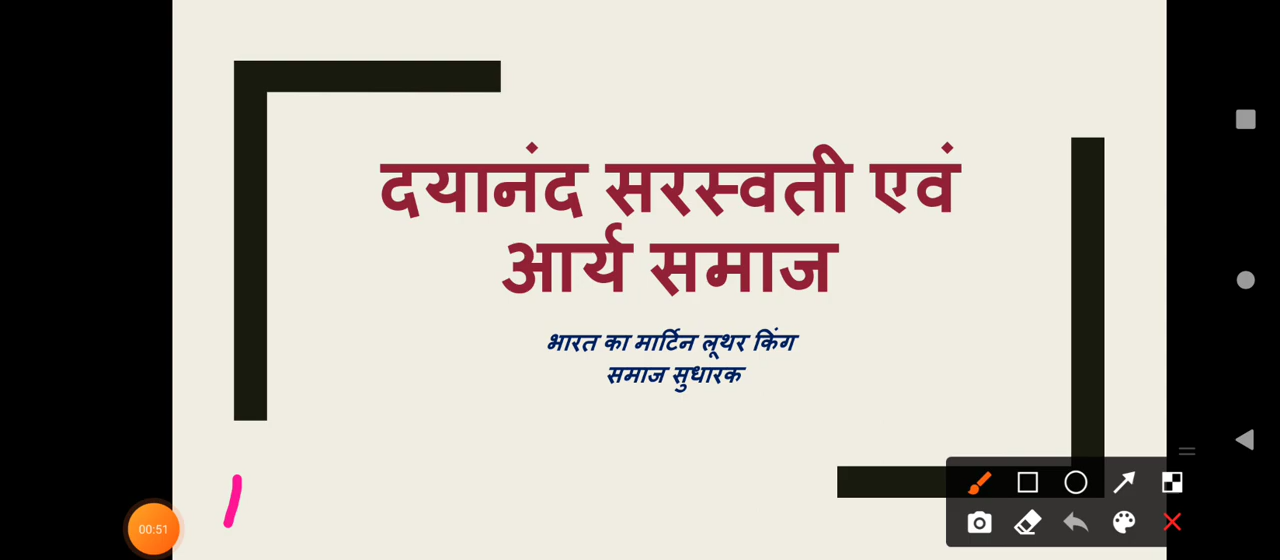 दयानंद सरस्वती एवं
आर्य समाज
भारत का मार्टिन लूथर किंग
समाज सुधारक
00:51